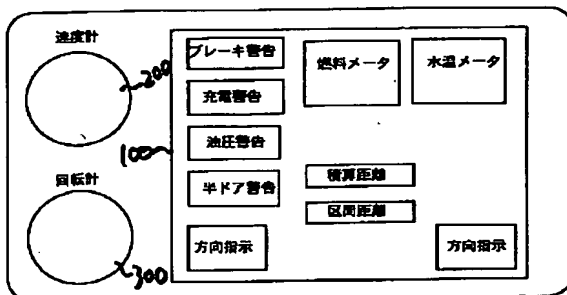 速度計
200
100
回転計
300
ブレーキ警告
充電警告
油圧警告
半ドア警告
方向指示
燃料メータ
水温メータ
積算距離
区間距離
方向指示